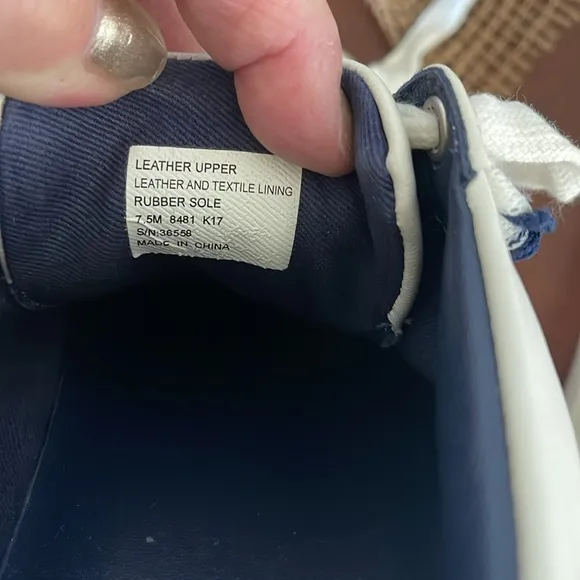 LEATHER UPPER
LEATHER AND TEXTILE LINING
RUBBER SOLE
7.5M 8481 K17
S/N:36558
MADE IN CHINA